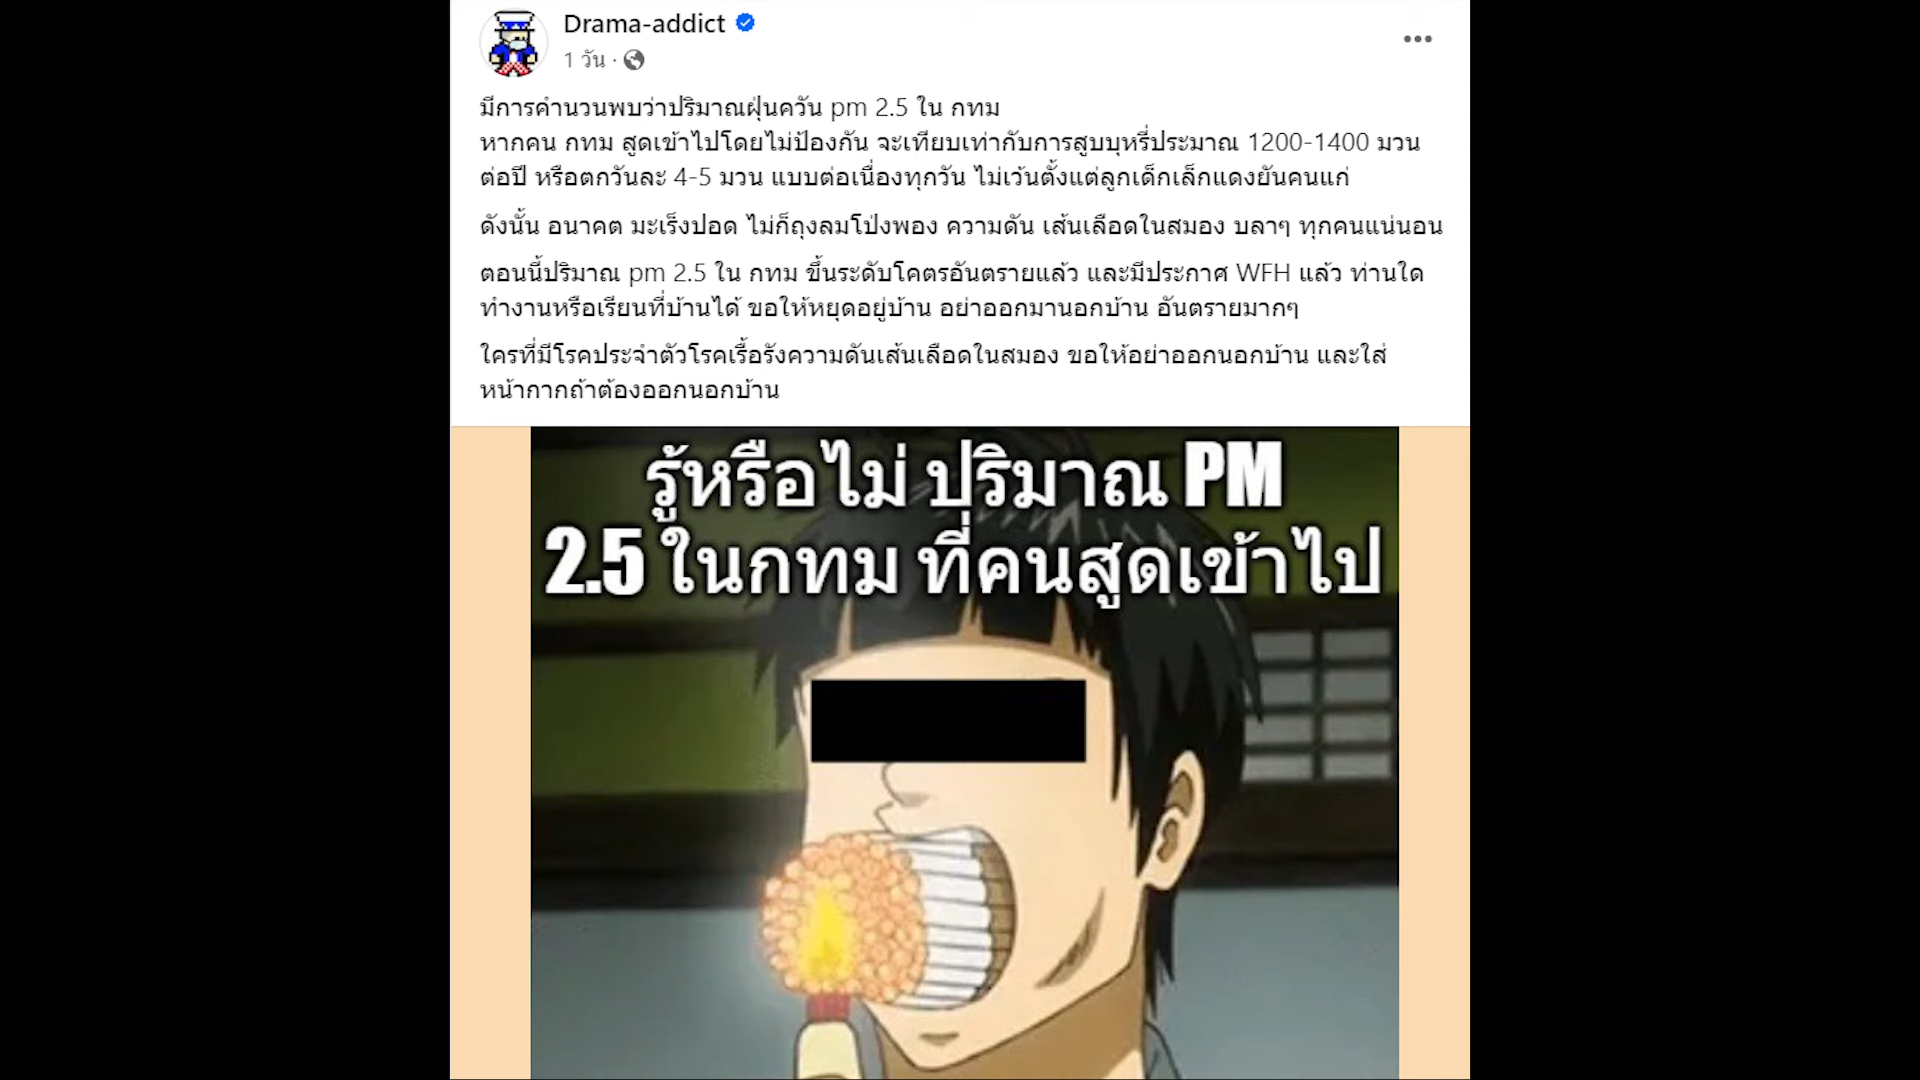 Drama-addict
1 วัน ·
มีการคำนวนพบว่าปริมาณฝุ่นควัน pm 2.5 ใน กทม
หากคน กทม สูดเข้าไปโดยไม่ป้องกัน จะเทียบเท่ากับการสูบบุหรี่ประมาณ 1200-1400 มวน
ต่อปี หรือตกวันละ 4-5 มวน แบบต่อเนื่องทุกวัน ไม่เว้นตั้งแต่ลูกเด็กเล็กแดงยันคนแก่
ดังนั้น อนาคต มะเร็งปอด ไม่ก็ถุงลมโป่งพอง ความดัน เส้นเลือดในสมอง บลาๆ ทุกคนแน่นอน
ตอนนี้ปริมาณ pm 2.5 ใน กทม ขึ้นระดับโคตรอันตรายแล้ว และมีประกาศ WFH แล้ว ท่านใด
ทำงานหรือเรียนที่บ้านได้ ขอให้หยุดอยู่บ้าน อย่าออกมานอกบ้าน อันตรายมากๆ
ใครที่มีโรคประจำตัวโรคเรื้อรังความดันเส้นเลือดในสมอง ขอให้อย่าออกนอกบ้าน และใส่
หน้ากากถ้าต้องออกนอกบ้าน
รู้หรือไม่ ปริมาณ PM
2.5 ในกทม ที่คนสูดเข้าไป